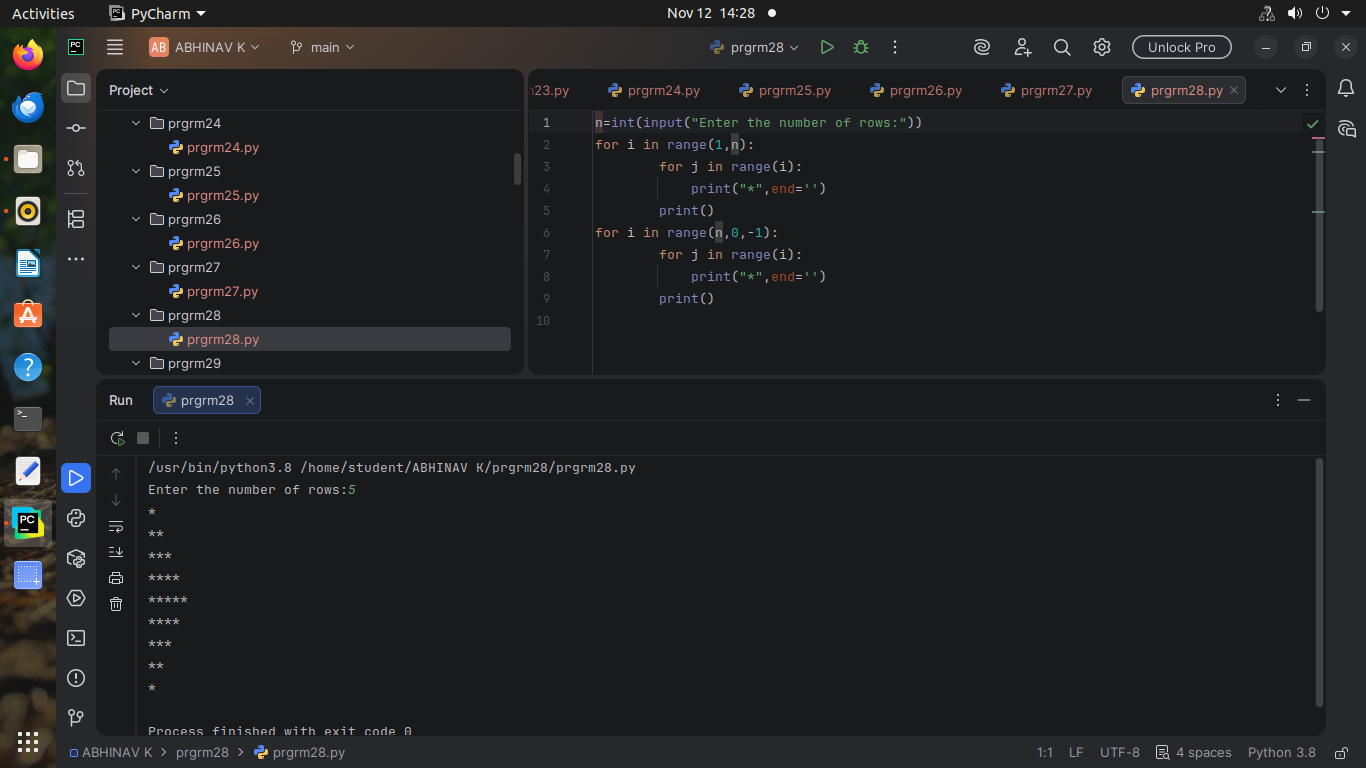 Activities PyCharm Nov 12 14:28
PC AB ABHINAV K main prgrm28 Unlock Pro
Project
prgrm24
prgrm24.py
prgrm25
prgrm25.py
prgrm26
prgrm26.py
prgrm27
prgrm27.py
prgrm28
prgrm28.py
prgrm29
n23.py prgrm24.py prgrm25.py prgrm26.py prgrm27.py prgrm28.py
1 n=int(input("Enter the number of rows:"))
2 for i in range(1,n):
3 for j in range(i):
4 print("*",end='')
5 print()
6 for i in range(n,0,-1):
7 for j in range(i):
8 print("*",end='')
9 print()
10
Run prgrm28
/usr/bin/python3.8 /home/student/ABHINAV K/prgrm28/prgrm28.py
Enter the number of rows:5
*
**
***
****
*****
****
***
**
*
Process finished with exit code 0
PC
ABHINAV K prgrm28 prgrm28.py 1:1 LF UTF-8 4 spaces Python 3.8